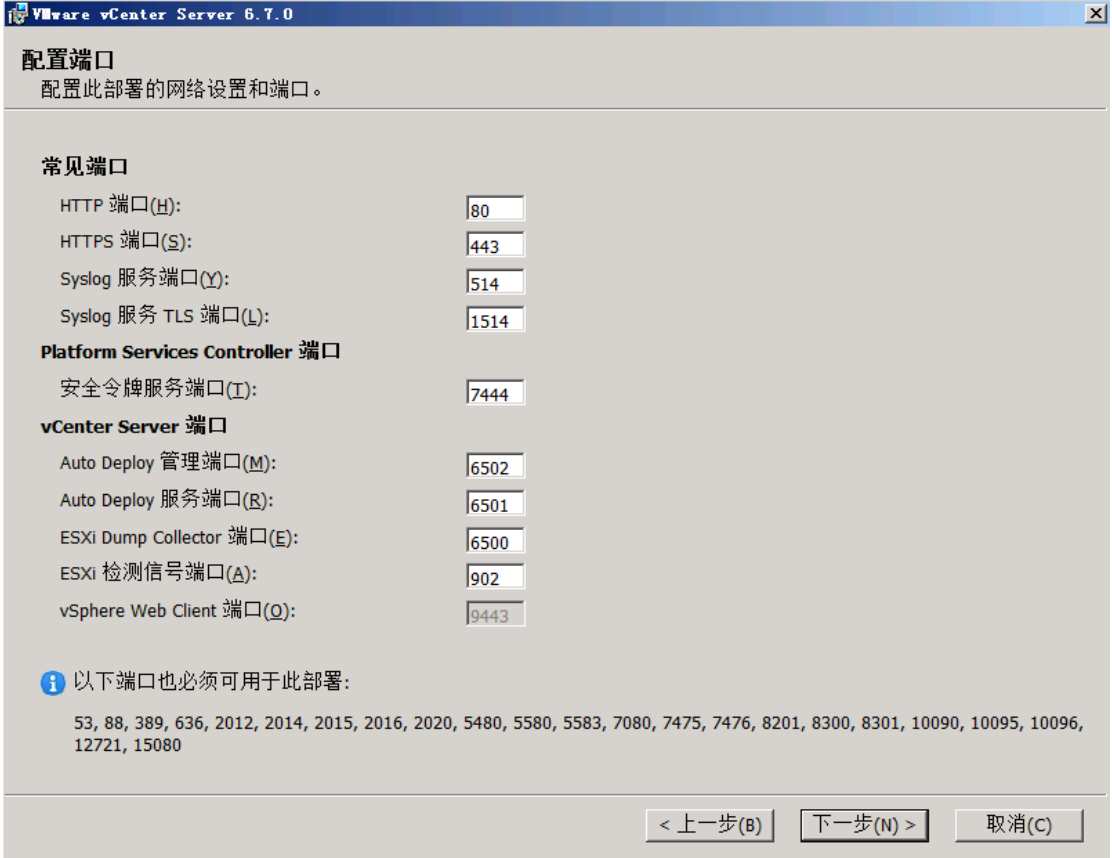 VMware vCenter Server 6.7.0
配置端口
配置此部署的网络设置和端口。
常见端口
HTTP 端口(H): 80
HTTPS 端口(S): 443
Syslog 服务端口(Y): 514
Syslog 服务 TLS 端口(L): 1514
Platform Services Controller 端口
安全令牌服务端口(T): 7444
vCenter Server 端口
Auto Deploy 管理端口(M): 6502
Auto Deploy 服务端口(R): 6501
ESXi Dump Collector 端口(E): 6500
ESXi 检测信号端口(A): 902
vSphere Web Client 端口(O): 9443
以下端口也必须可用于此部署:
53, 88, 389, 636, 2012, 2014, 2015, 2016, 2020, 5480, 5580, 5583, 7080, 7475, 7476, 8201, 8300, 8301, 10090, 10095, 10096,
12721, 15080
< 上一步(B) 下一步(N) > 取消(C)